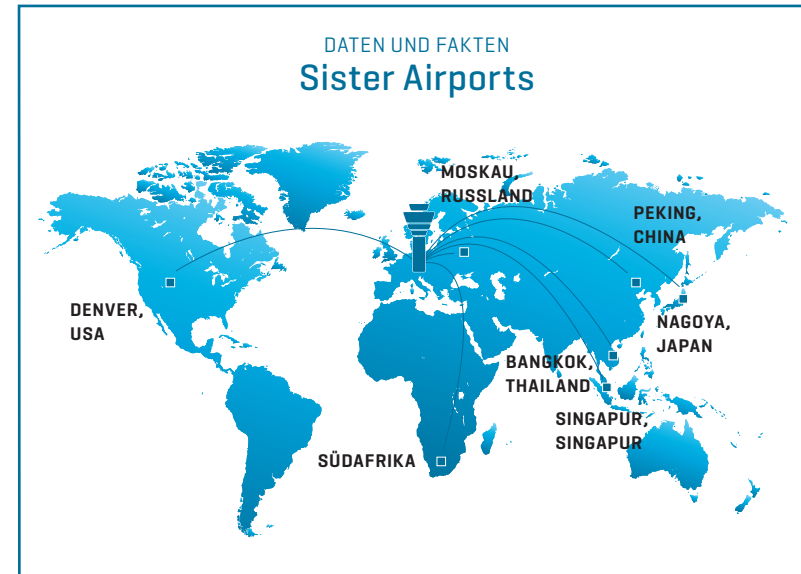 DATEN UND FAKTEN
Sister Airports
MOSKAU,
RUSSLAND
PEKING,
CHINA
DENVER,
USA
NAGOYA,
JAPAN
BANGKOK,
THAILAND
SINGAPUR,
SINGAPUR
SÜDAFRIKA